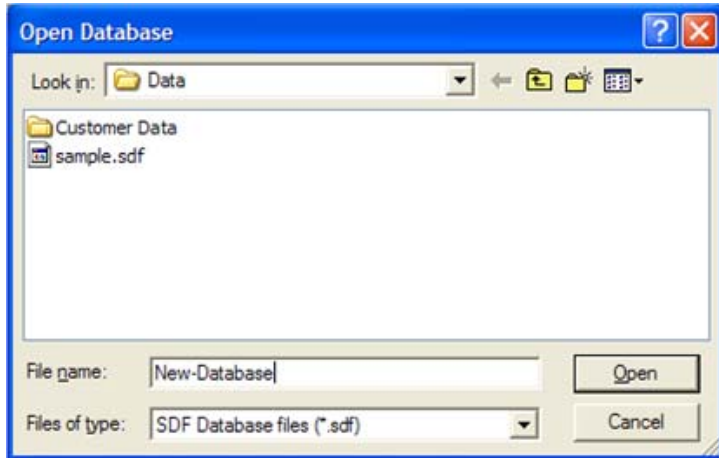 Open Database
Look in: Data
Customer Data
sample.sdf
File name: New-Database
Open
Files of type: SDF Database files (*.sdf)
Cancel